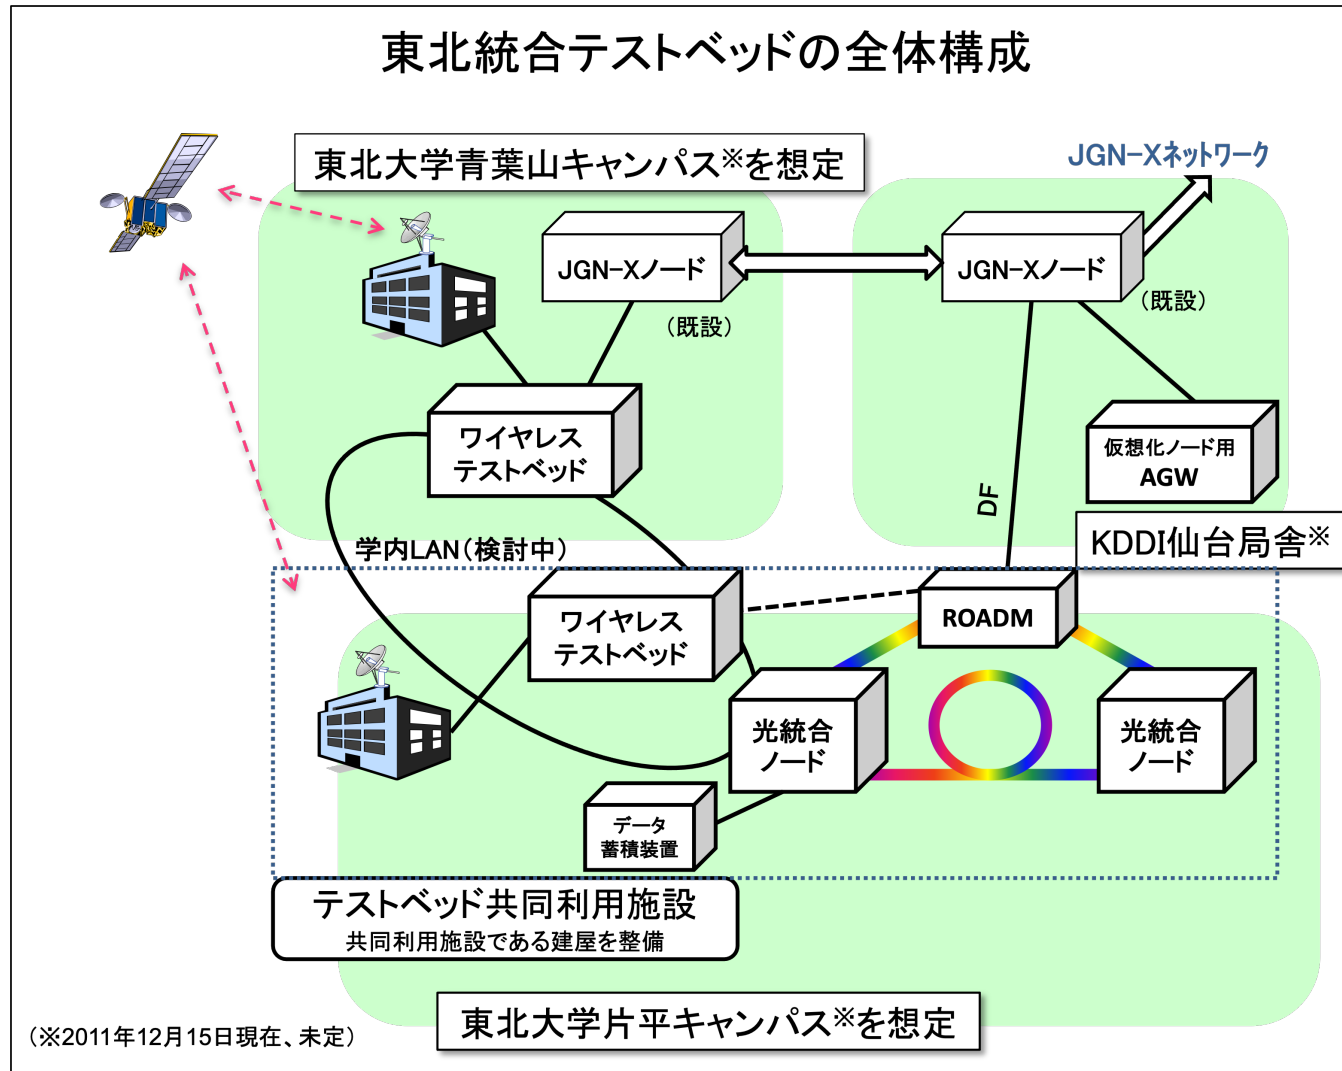 東北統合テストベッドの全体構成
東北大学青葉山キャンパス※を想定
JGN-Xネットワーク
JGN-Xノード
(既設)
JGN-Xノード
(既設)
ワイヤレス
テストベッド
仮想化ノード用
AGW
DF
KDDI仙台局舎※
学内LAN(検討中)
ワイヤレス
テストベッド
ROADM
光統合
ノード
光統合
ノード
データ
蓄積装置
テストベッド共同利用施設
共同利用施設である建屋を整備
東北大学片平キャンパス※を想定
(※2011年12月15日現在、未定)